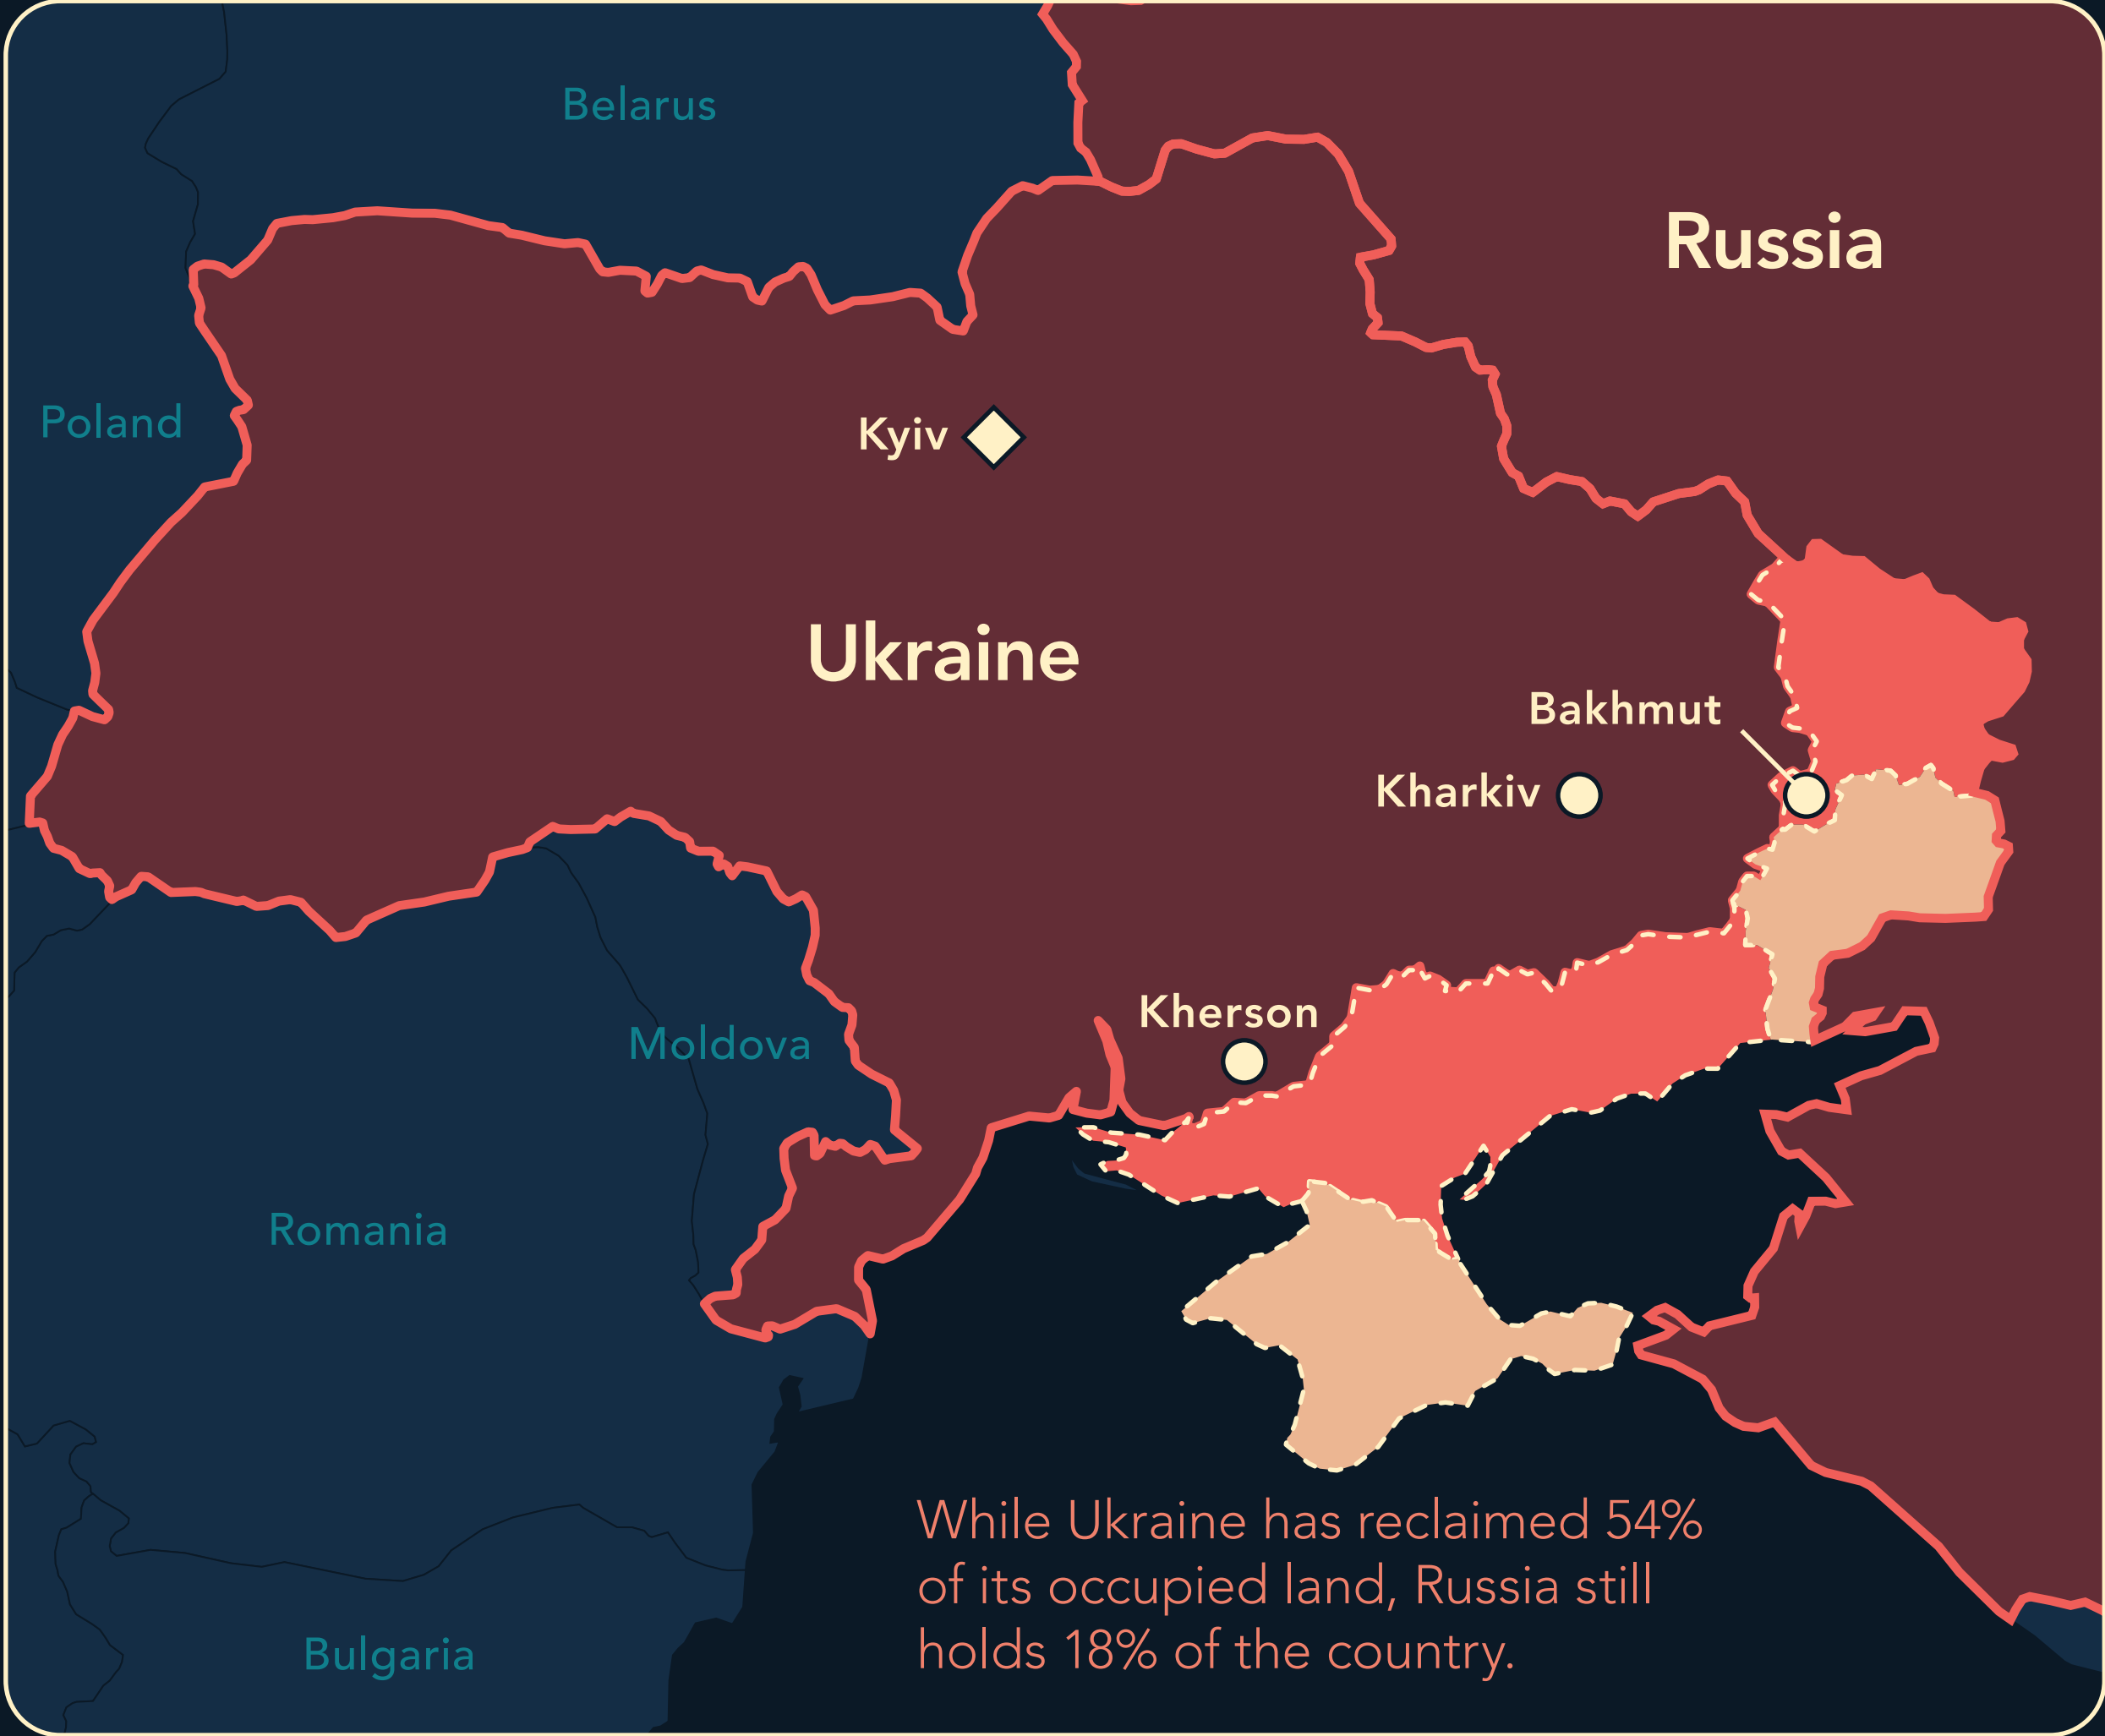 Belarus
Russia
Poland
Kyiv
Ukraine
Bakhmut
Kharkiv
Kherson
Moldova
Romania
While Ukraine has reclaimed 54%
of its occupied land, Russia still
holds 18% of the country.
Bulgaria